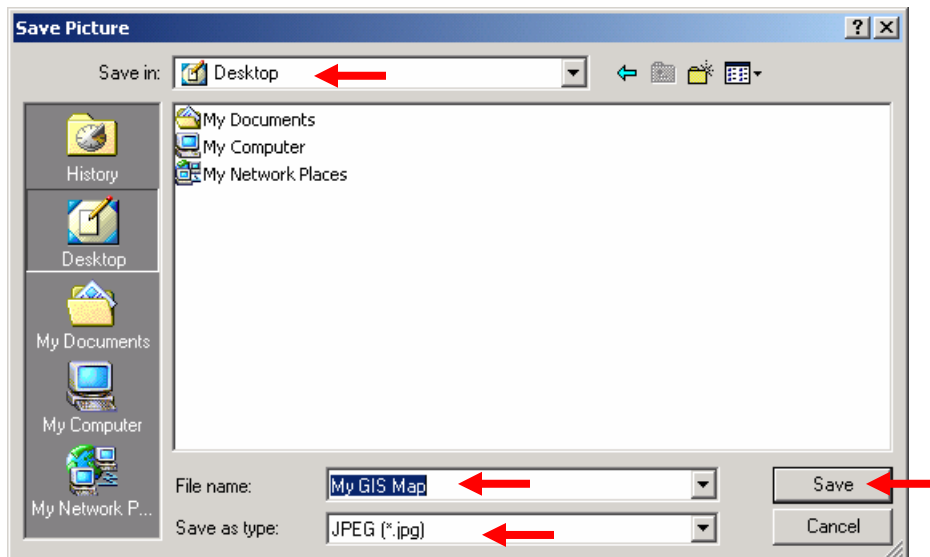 Save Picture
Save in: Desktop
My Documents
My Computer
My Network Places
History
Desktop
My Documents
My Computer
My Network P...
File name: My GIS Map Save
Save as type: JPEG (*.jpg) Cancel